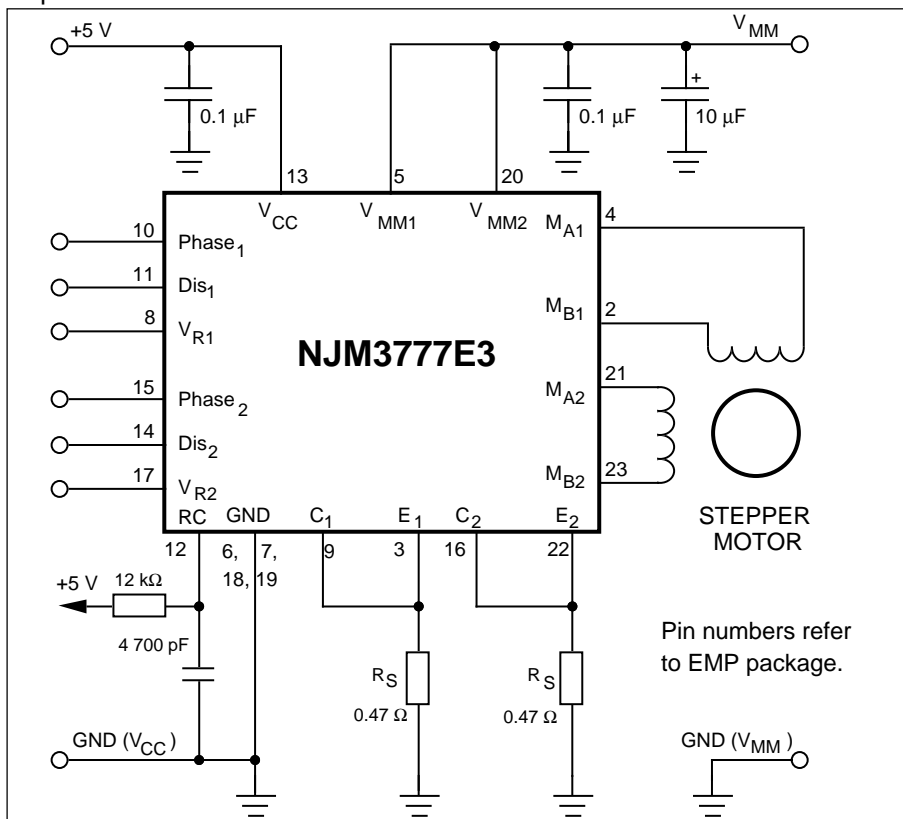 +5 V
V MM
0.1 µF
0.1 µF
+
10 µF
13
5
20
V CC
V MM1
V MM2
10
Phase 1
M A1
4
11
Dis 1
8
V R1
M B1
2
NJM3777E3
15
Phase 2
M A2
21
14
Dis 2
17
V R2
M B2
23
RC
GND
C 1
E 1
C 2
E 2
STEPPER
MOTOR
12
6, 7,
18, 19
9
3
16
22
+5 V
12 kΩ
4 700 pF
Pin numbers refer
to EMP package.
R S
0.47 Ω
R S
0.47 Ω
GND (V CC )
GND (V MM )